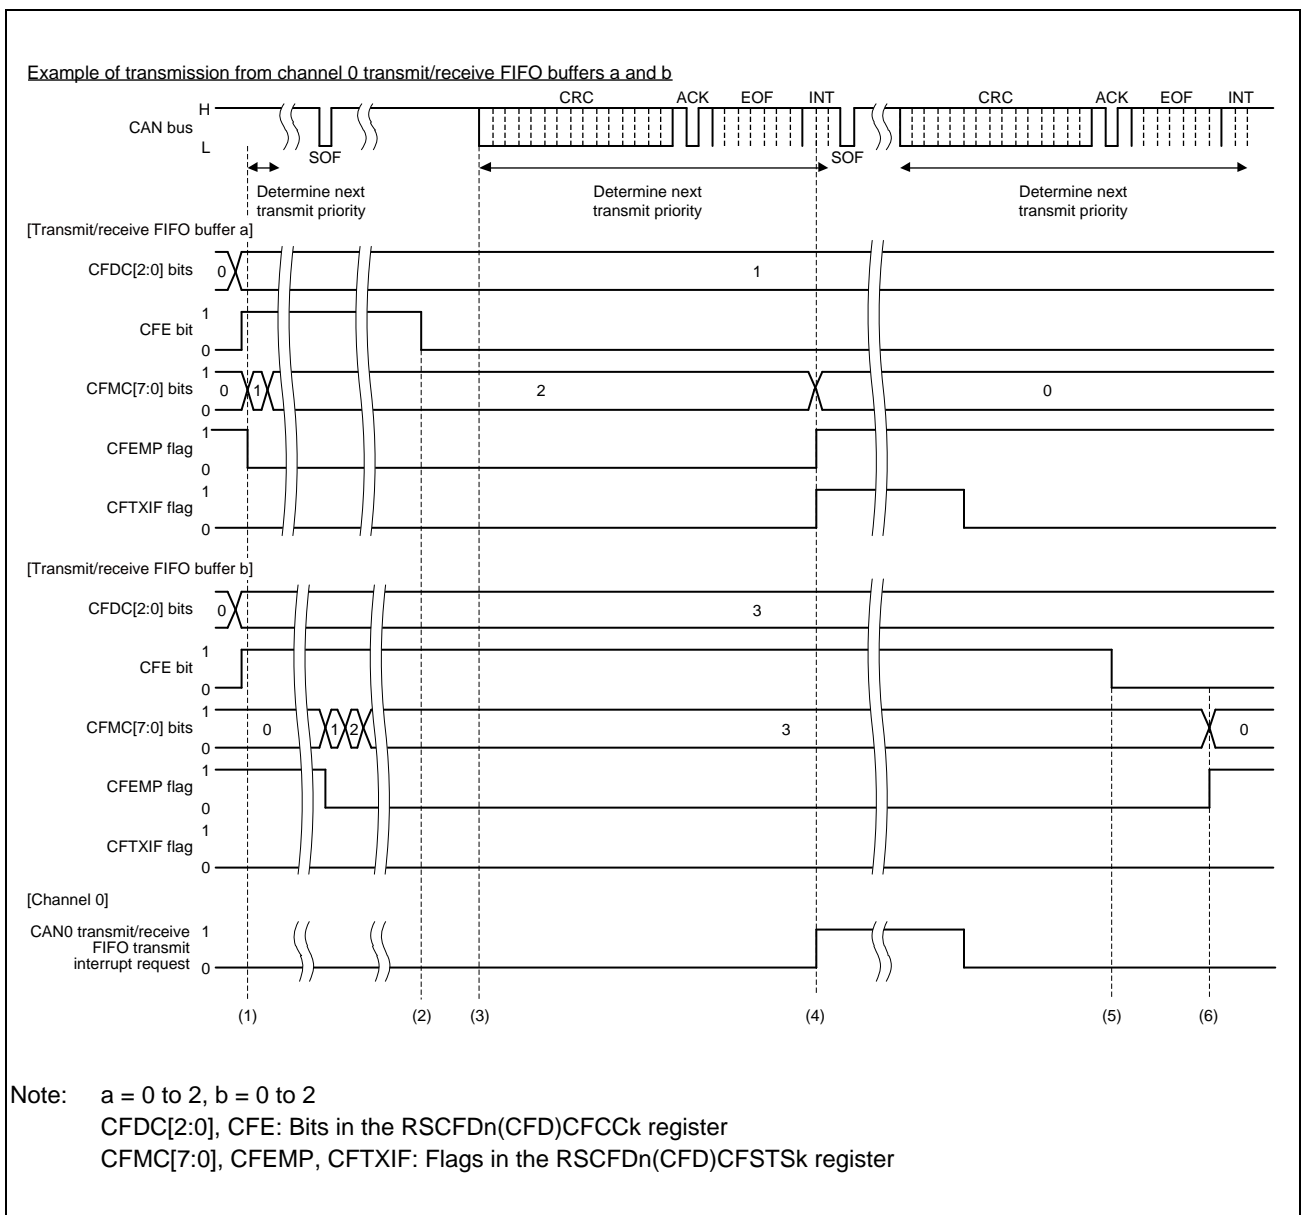 Example of transmission from channel 0 transmit/receive FIFO buffers a and b
CRC ACK EOF INT CRC ACK EOF INT
H
CAN bus
L
SOF SOF
Determine next transmit priority
Determine next transmit priority
Determine next transmit priority
[Transmit/receive FIFO buffer a]
CFDC[2:0] bits 0 1
CFE bit 1 0
CFMC[7:0] bits 1 0 0 1 2 0
CFEMP flag 1 0
CFTXIF flag 1 0
[Transmit/receive FIFO buffer b]
CFDC[2:0] bits 0 3
CFE bit 1 0
CFMC[7:0] bits 1 0 0 1 2 3 0
CFEMP flag 1 0
CFTXIF flag 1 0
[Channel 0]
CAN0 transmit/receive 1
FIFO transmit
interrupt request 0
(1) (2) (3) (4) (5) (6)
Note: a = 0 to 2, b = 0 to 2
CFDC[2:0], CFE: Bits in the RSCFDn(CFD)CFCCk register
CFMC[7:0], CFEMP, CFTXIF: Flags in the RSCFDn(CFD)CFSTSk register